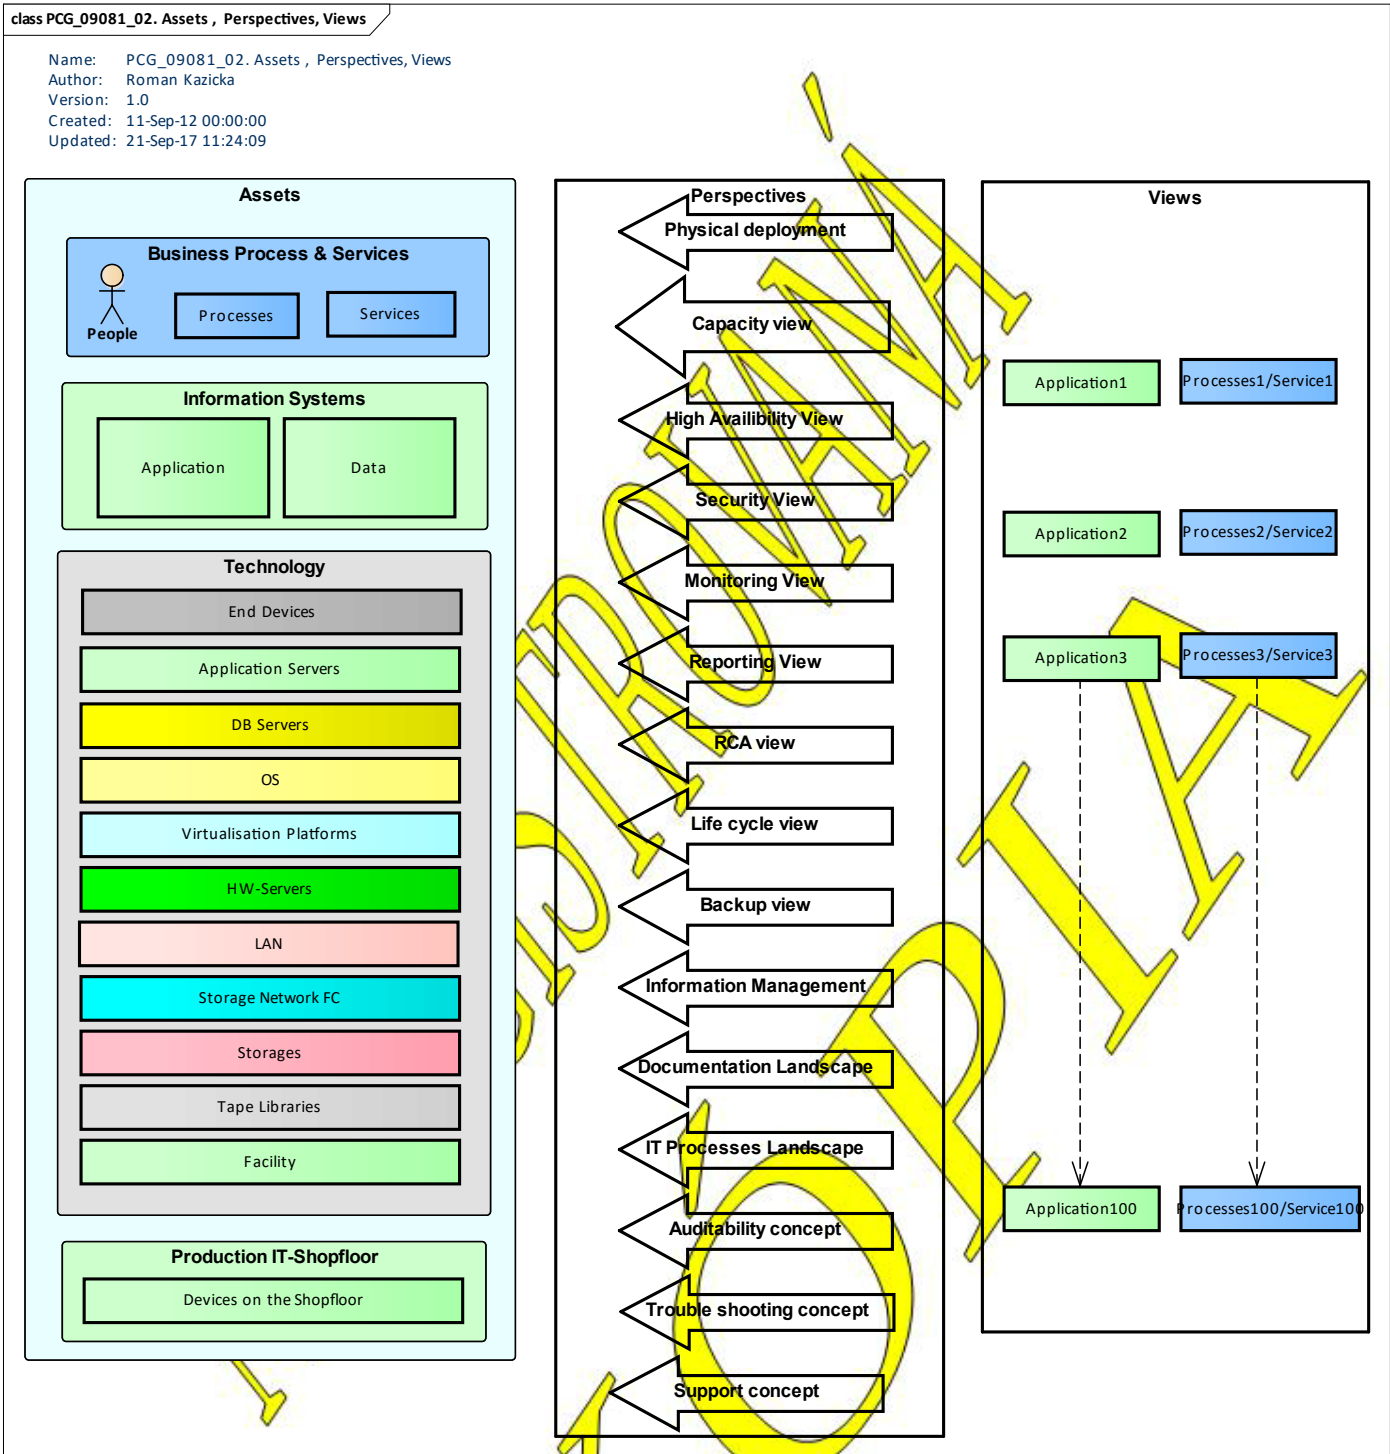 class PCG_09081_02. Assets , Perspectives, Views
Name: PCG_09081_02. Assets , Perspectives, Views
Author: Roman Kazicka
Version: 1.0
Created: 11-Sep-12 00:00:00
Updated: 21-Sep-17 11:24:09
Assets
Business Process & Services
People
Processes
Services
Information Systems
Application
Data
Technology
End Devices
Application Servers
DB Servers
OS
Virtualisation Platforms
HW-Servers
LAN
Storage Network FC
Storages
Tape Libraries
Facility
Production IT-Shopfloor
Devices on the Shopfloor
Perspectives
Physical deployment
Capacity view
High Availibility View
Security View
Monitoring View
Reporting View
RCA view
Life cycle view
Backup view
Information Management
Documentation Landscape
IT Processes Landscape
Auditability concept
Trouble shooting concept
Support concept
Views
Application1
Processes1/Service1
Application2
Processes2/Service2
Application3
Processes3/Service3
Application100
Processes100/Service100